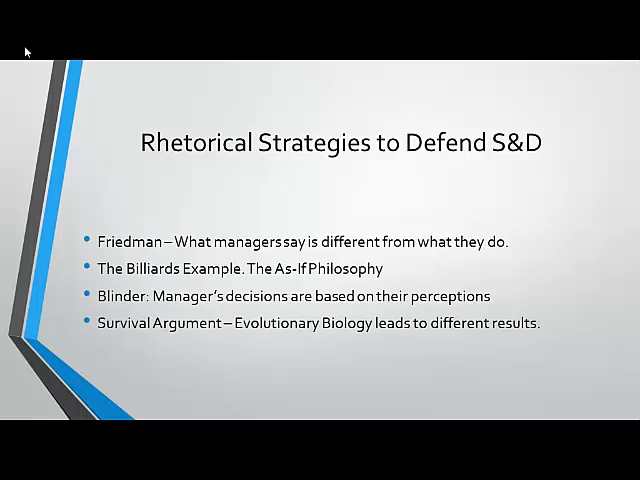 Rhetorical Strategies to Defend S&D
• Friedman – What managers say is different from what they do.
• The Billiards Example. The As-If Philosophy
• Blinder: Manager's decisions are based on their perceptions
• Survival Argument – Evolutionary Biology leads to different results.